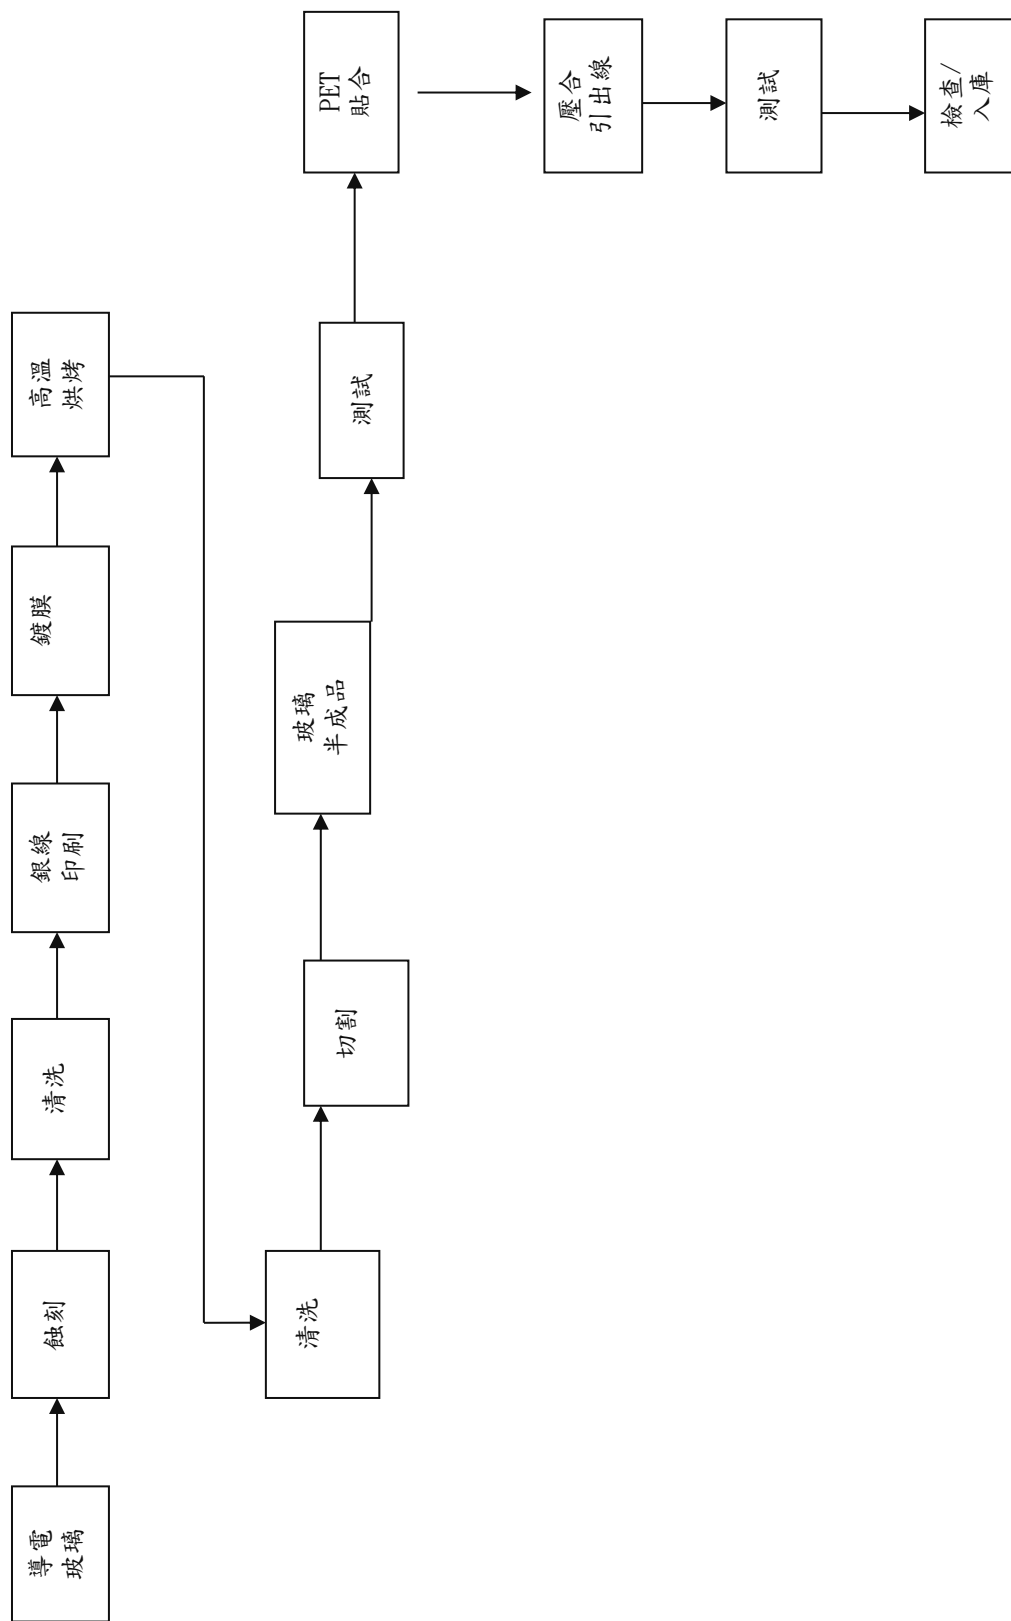 導電
玻璃
蝕刻
清洗
銀線
印刷
鍍膜
高溫
烘烤
清洗
切割
玻璃
半成品
測試
PET
貼合
壓合
引出線
測試
檢查/
入庫